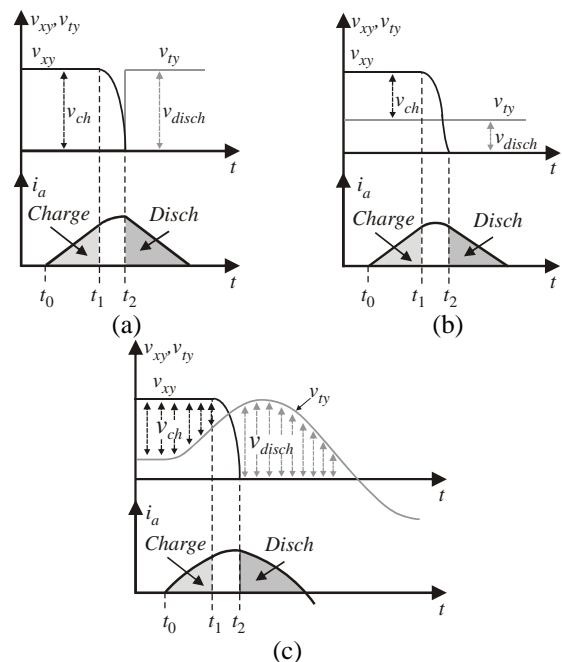 v_xy, v_ty
v_xy
v_ty
v_ch
v_disch
t
i_a
Charge
Disch
t
t_0
t_1
t_2
(a)
v_xy, v_ty
v_xy
v_ty
v_ch
v_disch
t
i_a
Charge
Disch
t
t_0
t_1
t_2
(b)
v_xy, v_ty
v_xy
v_ty
v_ch
v_disch
t
i_a
Charge
Disch
t
t_0
t_1
t_2
(c)